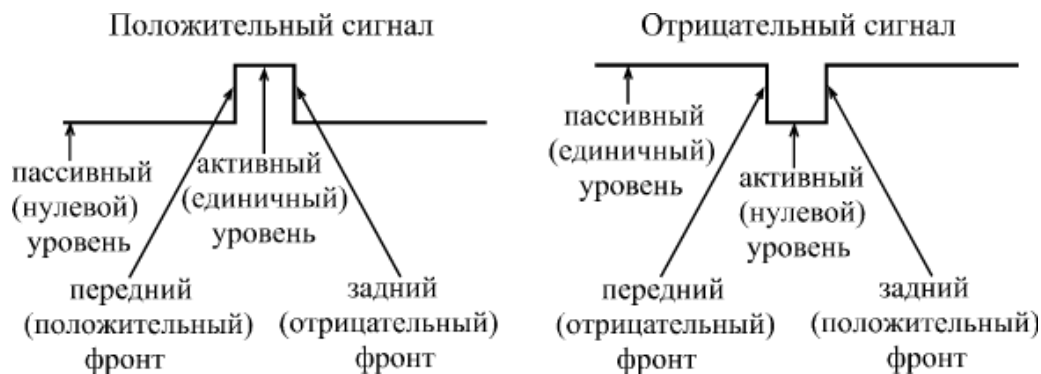 Положительный сигнал
пассивный
(нулевой)
уровень
активный
(единичный)
уровень
передний
(положительный)
фронт
задний
(отрицательный)
фронт
Отрицательный сигнал
пассивный
(единичный)
уровень
активный
(нулевой)
уровень
передний
(отрицательный)
фронт
задний
(положительный)
фронт